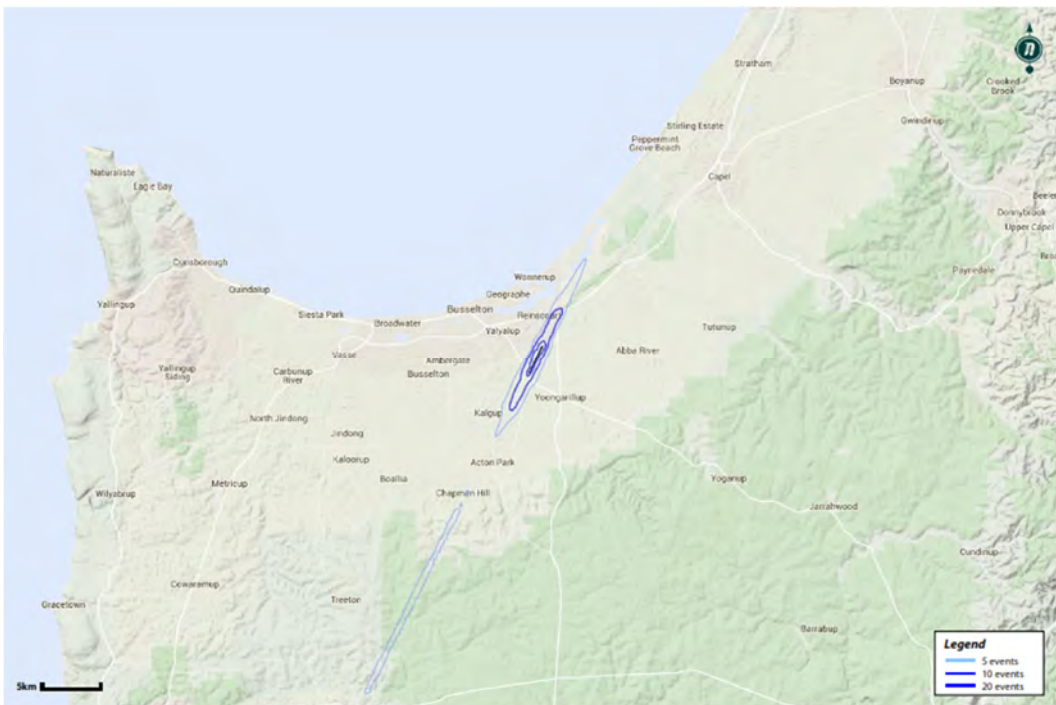 Stratham
Boyanup
Crooked
Brook
Gwindinup
Stirling Estate
Peppermint
Grove Beach
Capel
Naturaliste
Eagle Bay
Donnybrook
Upper Capel
Paynedale
Dunsborough
Quindalup
Yallingup
Wonnerup
Geographe
Busselton
Reinscourt
Siesta Park
Broadwater
Yalyalup
Tutunup
Vasse
Ambergate
Abba River
Yallingup
Siding
Carbunup
River
Busselton
Yoongarillup
Kalgup
North Jindong
Jindong
Kaloorup
Acton Park
Boallia
Metricup
Yoganup
Wilyabrup
Chapman Hill
Jarrahwood
Cundinup
Cowaramup
Treeton
Gracetown
Barrabup
Legend
5 events
10 events
20 events
5km